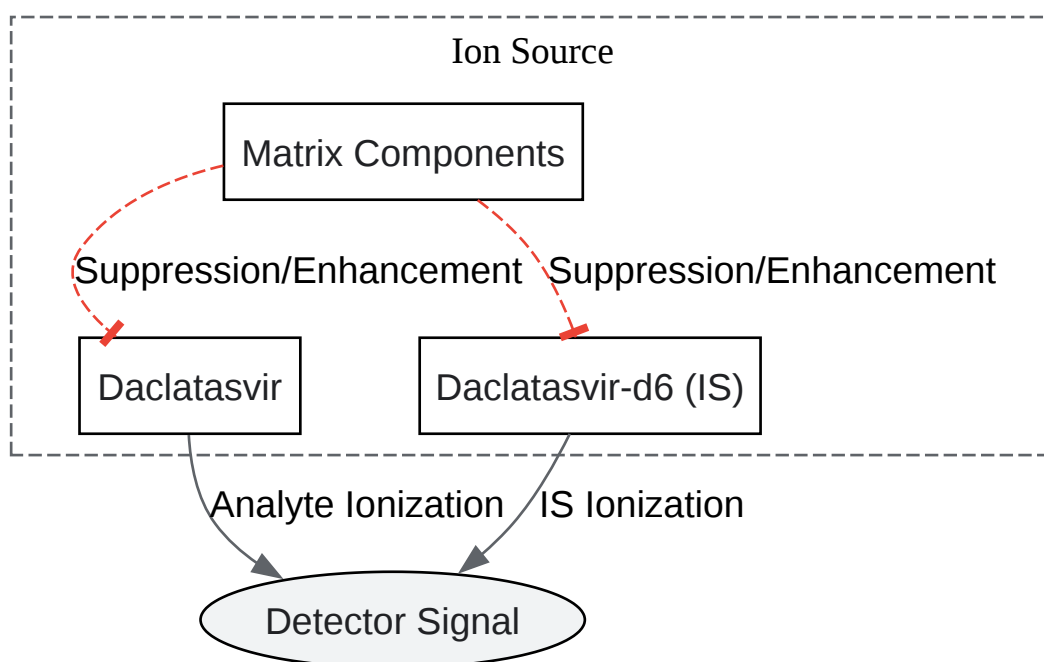 Ion Source
Matrix Components
Suppression/Enhancement
Suppression/Enhancement
Daclatasvir
Daclatasvir-d6 (IS)
Analyte Ionization
IS Ionization
Detector Signal